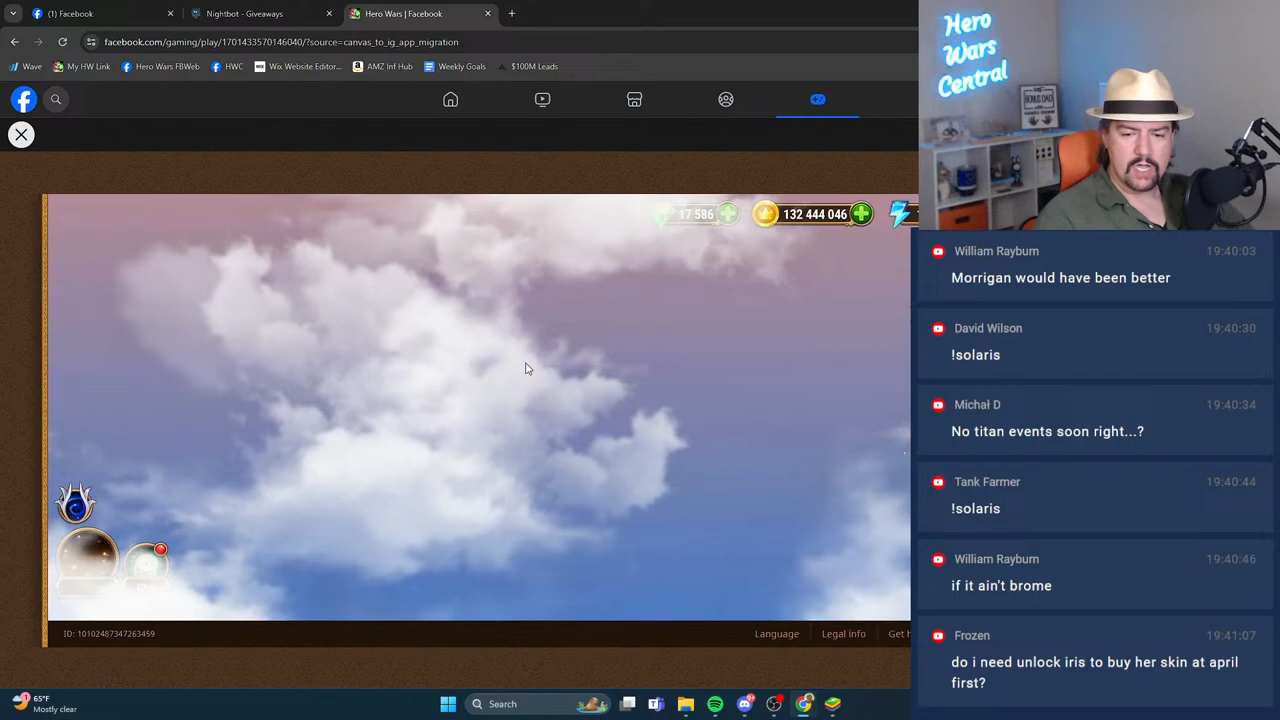 (1) Facebook
Nightbot - Giveaways
Hero Wars | Facebook
facebook.com/gaming/play/1701433570146040/?source=canvas_to_ig_app_migration
Wave
My HW Link
Hero Wars FBWeb
HWC
Wix Website Editor...
AMZ Inf Hub
Weekly Goals
$100M Leads
17 586
132 444 046
ID: 10102487347263459
Language
Legal info
Get h
1
65°F
Mostly clear
Search
Hero
Wars
Central
BONUS
DAD
William Rayburn
19:40:03
Morrigan would have been better
David Wilson
19:40:30
!solaris
Michał D
19:40:34
No titan events soon right...?
Tank Farmer
19:40:44
!solaris
William Rayburn
19:40:46
if it ain't brome
Frozen
19:41:07
do i need unlock iris to buy her skin at april
first?